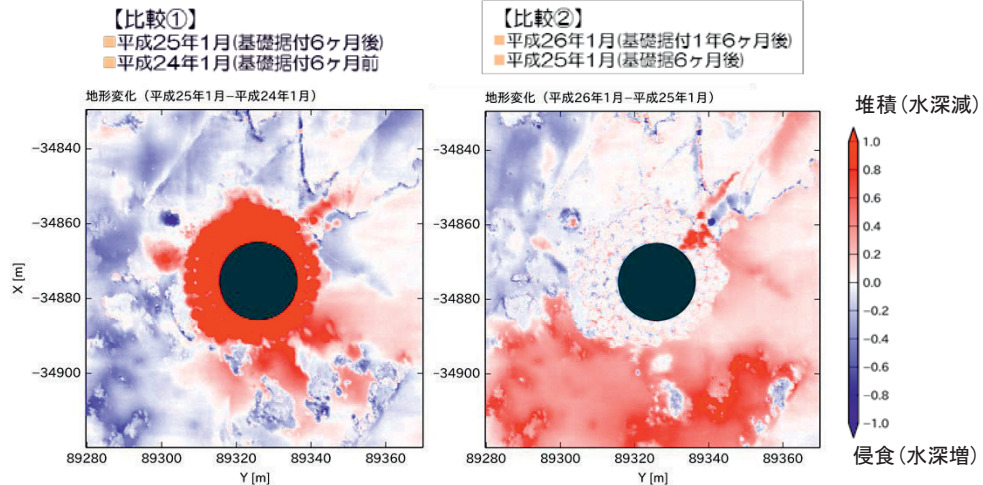 【比較①】
■平成25年1月(基礎据付6ヶ月後)
■平成24年1月(基礎据付6ヶ月前
【比較②】
■平成26年1月(基礎据付1年6ヶ月後)
■平成25年1月(基礎据6ヶ月後)
地形変化（平成25年1月−平成24年1月）
−34840
−34860
−34880
−34900
X [m]
89280
89300
89320
89340
89360
Y [m]
地形変化（平成26年1月−平成25年1月）
−34840
−34860
−34880
−34900
89280
89300
89320
89340
89360
Y [m]
堆積(水深減)
1.0
0.8
0.6
0.4
0.2
0.0
−0.2
−0.4
−0.6
−0.8
−1.0
侵食(水深増)